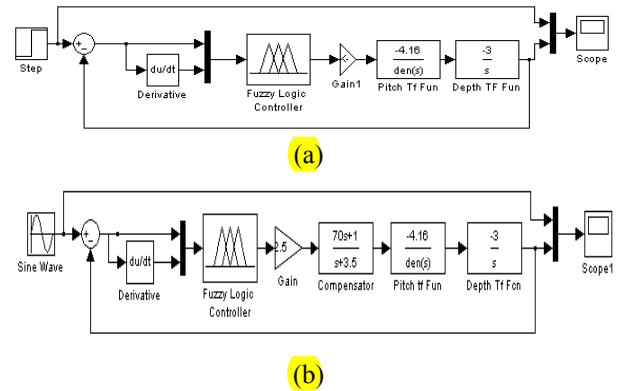 Step
+
−
du/dt
Derivative
Fuzzy Logic
Controller
Gain1
-4.16
den(s)
Pitch Tf Fun
-3
s
Depth TF Fun
Scope
(a)
Sine Wave
+
−
du/dt
Derivative
Fuzzy Logic
Controller
2.5
Gain
70s+1
s+3.5
Compensator
-4.16
den(s)
Pitch tf Fun
-3
s
Depth Tf Fcn
Scope1
(b)